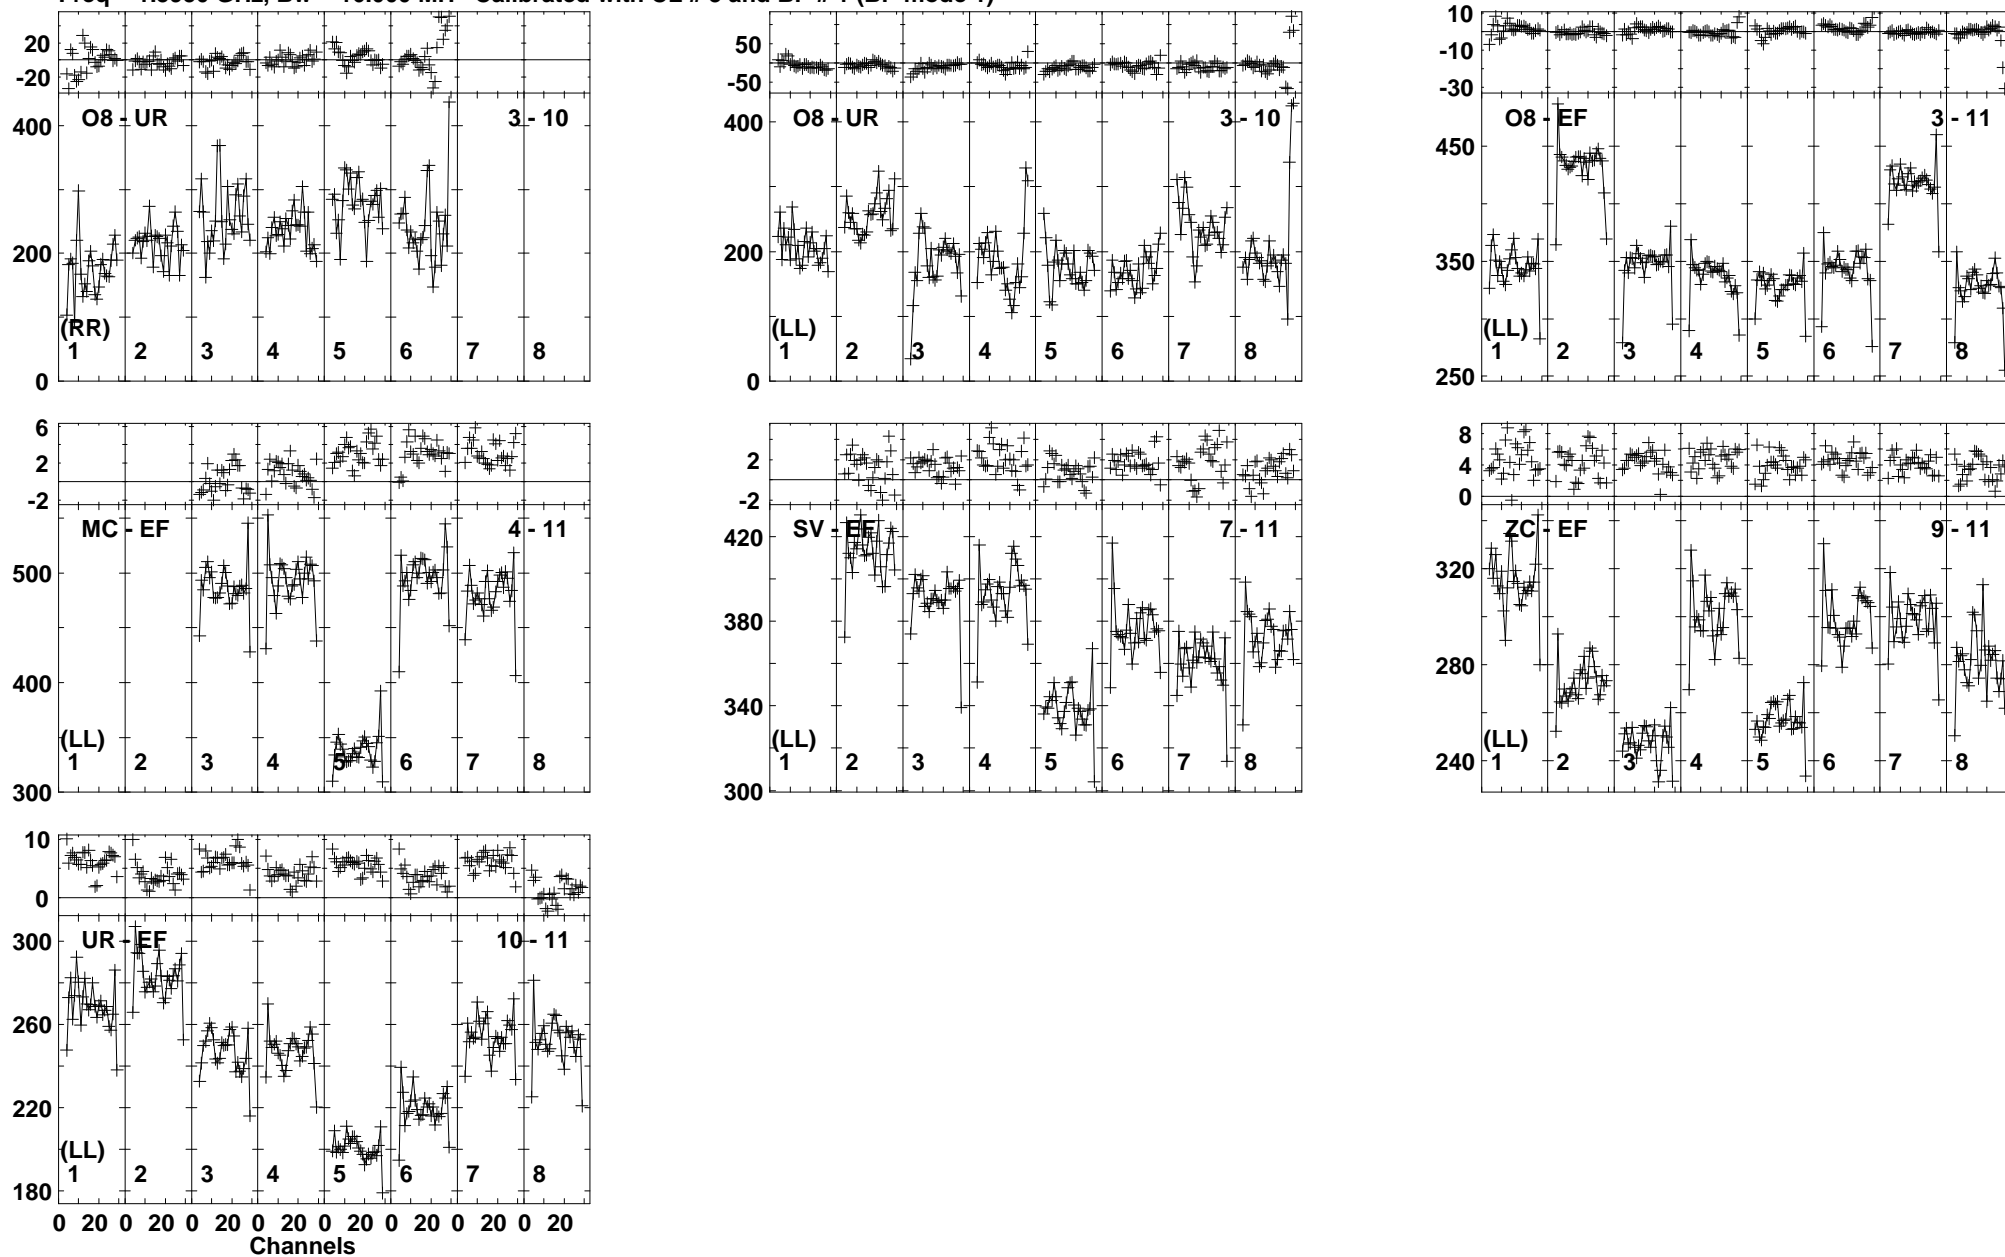 20
-20
400
200
0
O8 - UR 3 - 10
(RR)
1 2 3 4 5 6 7 8
50
-50
400
200
0
O8 - UR 3 - 10
(LL)
1 2 3 4 5 6 7 8
10
-10
-30
450
350
250
O8 - EF 3 - 11
(LL)
1 2 3 4 5 6 7 8
6
2
-2
500
400
300
MC - EF 4 - 11
(LL)
1 2 3 4 5 6 7 8
2
-2
420
380
340
300
SV - EF 7 - 11
(LL)
1 2 3 4 5 6 7 8
8
4
0
320
280
240
ZC - EF 9 - 11
(LL)
1 2 3 4 5 6 7 8
10
0
300
260
220
180
UR - EF 10 - 11
(LL)
1 2 3 4 5 6 7 8
0 20 0 20 0 20 0 20 0 20 0 20 0 20 0 20
Channels